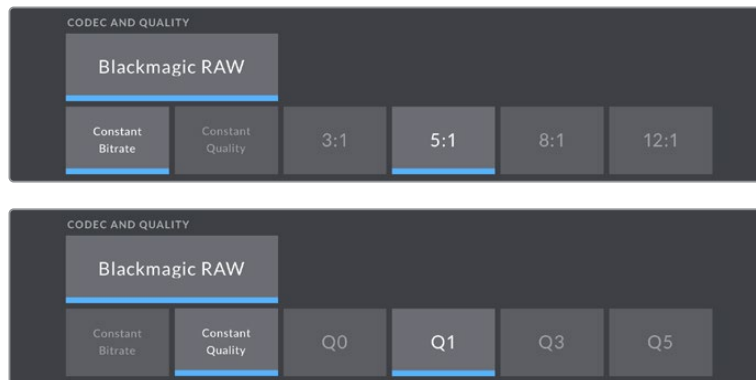 CODEC AND QUALITY
Blackmagic RAW
Constant Bitrate
Constant Quality
3:1
5:1
8:1
12:1
CODEC AND QUALITY
Blackmagic RAW
Constant Bitrate
Constant Quality
Q0
Q1
Q3
Q5